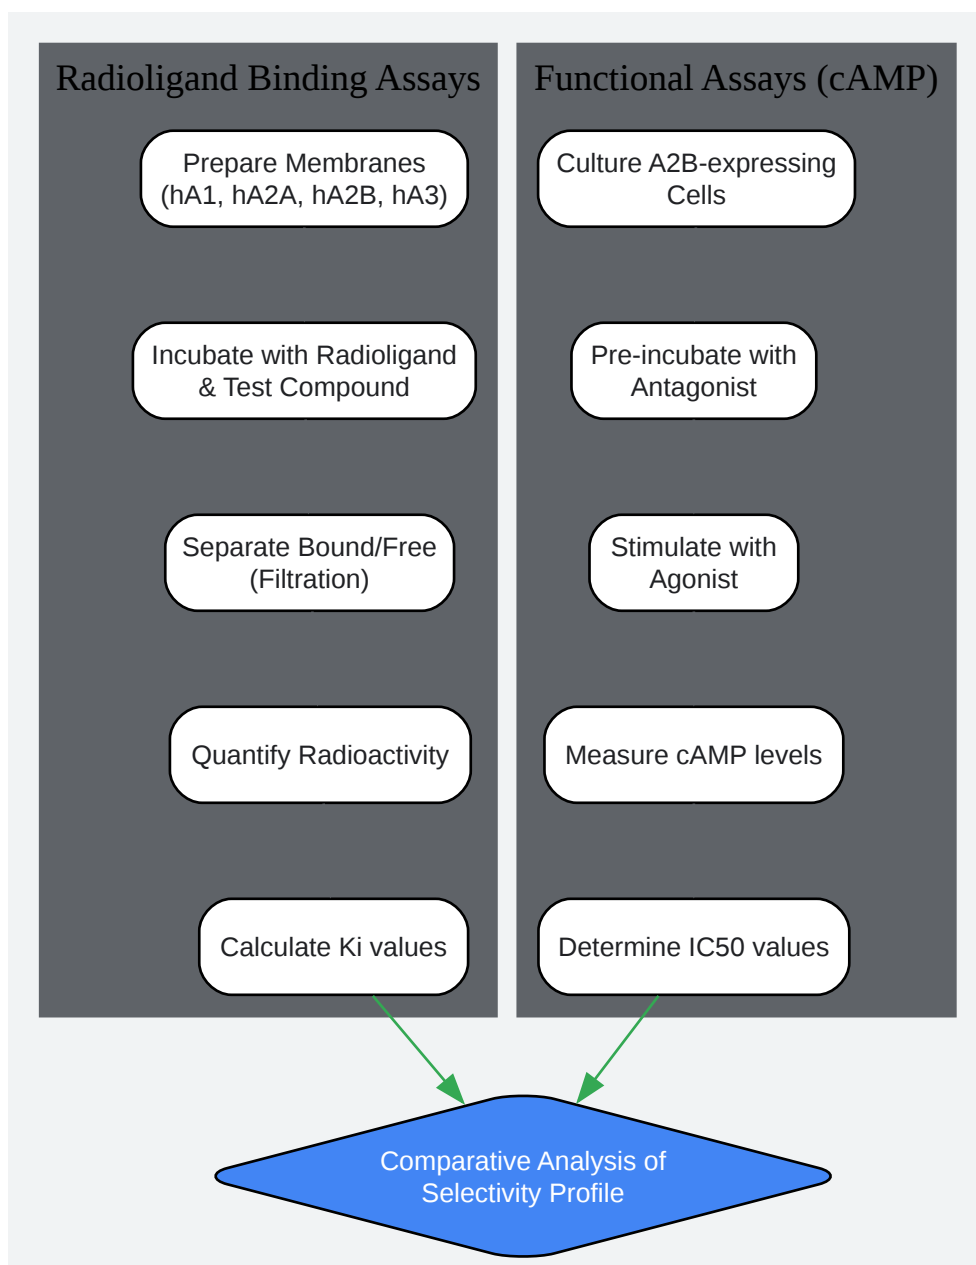 Radioligand Binding Assays
Prepare Membranes
(hA1, hA2A, hA2B, hA3)
Incubate with Radioligand
& Test Compound
Separate Bound/Free
(Filtration)
Quantify Radioactivity
Calculate Ki values
Functional Assays (cAMP)
Culture A2B-expressing
Cells
Pre-incubate with
Antagonist
Stimulate with
Agonist
Measure cAMP levels
Determine IC50 values
Comparative Analysis of
Selectivity Profile